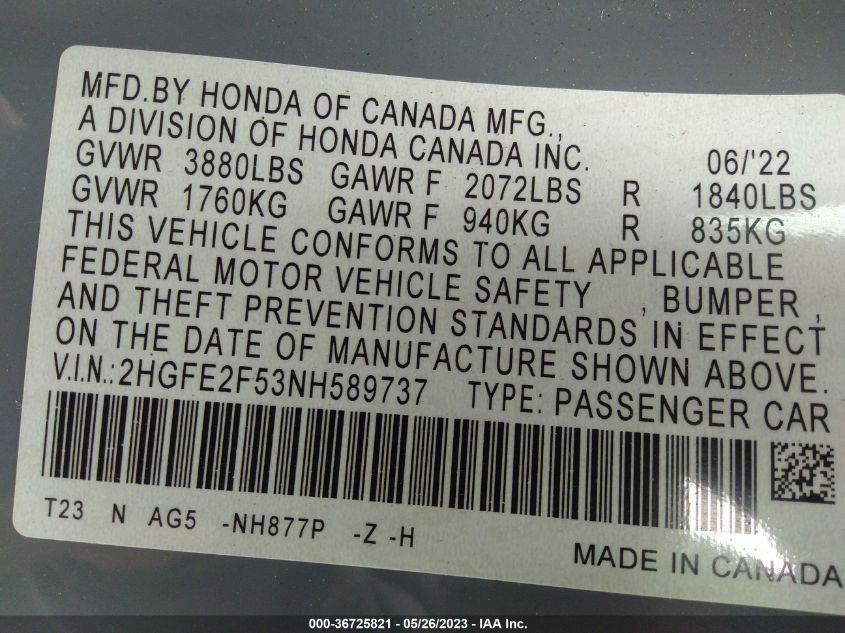 MFD.BY HONDA OF CANADA MFG.,
A DIVISION OF HONDA CANADA INC. 06/'22
GVWR 3880LBS GAWR F 2072LBS R 1840LBS
GVWR 1760KG GAWR F 940KG R 835KG
THIS VEHICLE CONFORMS TO ALL APPLICABLE
FEDERAL MOTOR VEHICLE SAFETY , BUMPER ,
AND THEFT PREVENTION STANDARDS IN EFFECT
ON THE DATE OF MANUFACTURE SHOWN ABOVE.
V.I.N.:2HGFE2F53NH589737 TYPE: PASSENGER CAR
T23 N AG5 -NH877P -Z -H
MADE IN CANADA
000-36725821 - 05/26/2023 - IAA Inc.